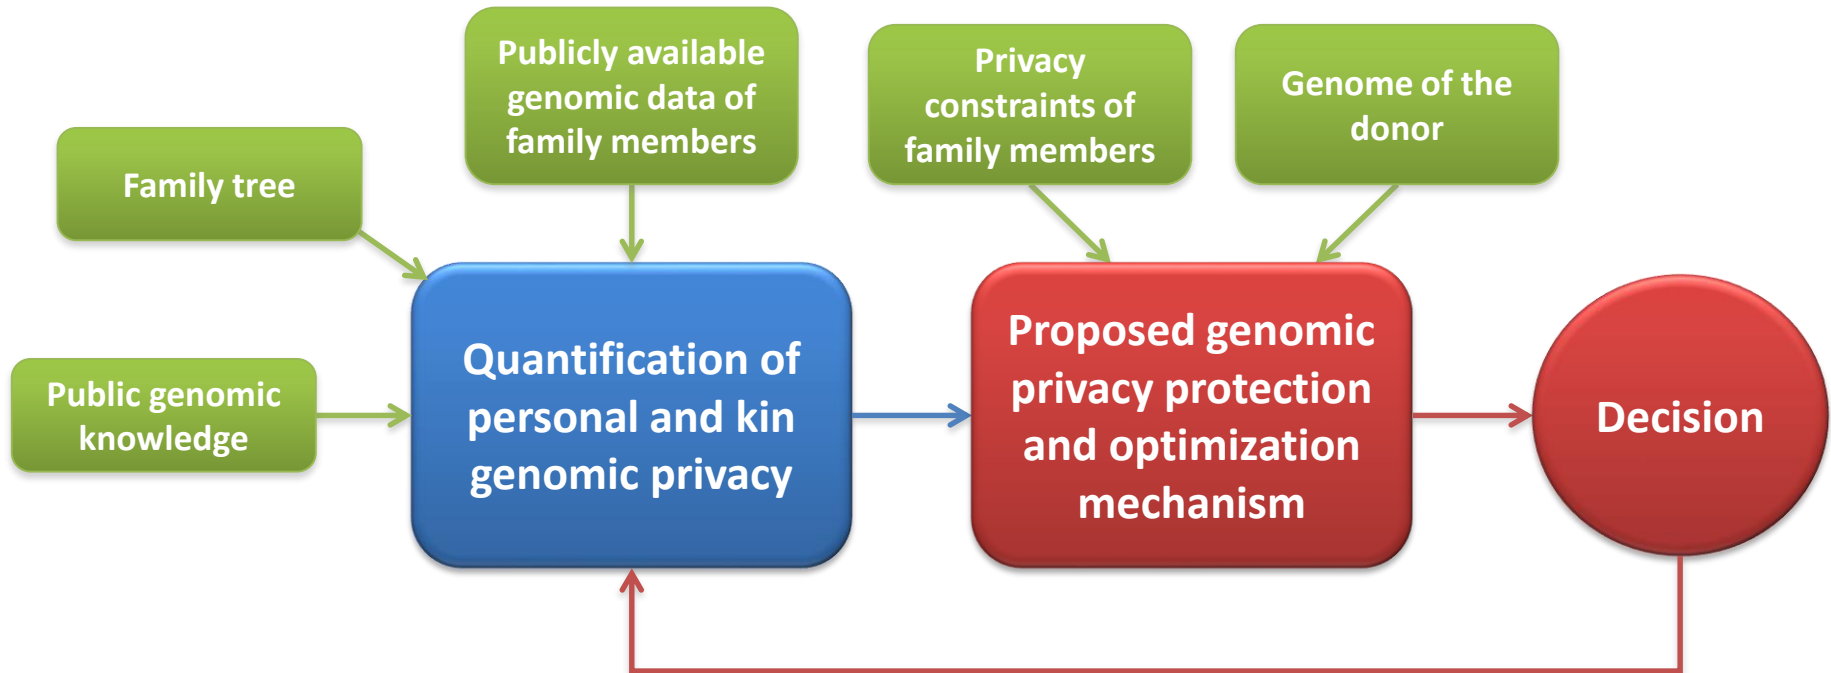 Publicly available
genomic data of
family members
Privacy
constraints of
family members
Genome of the
donor
Family tree
Public genomic
knowledge
Quantification of
personal and kin
genomic privacy
Proposed genomic
privacy protection
and optimization
mechanism
Decision